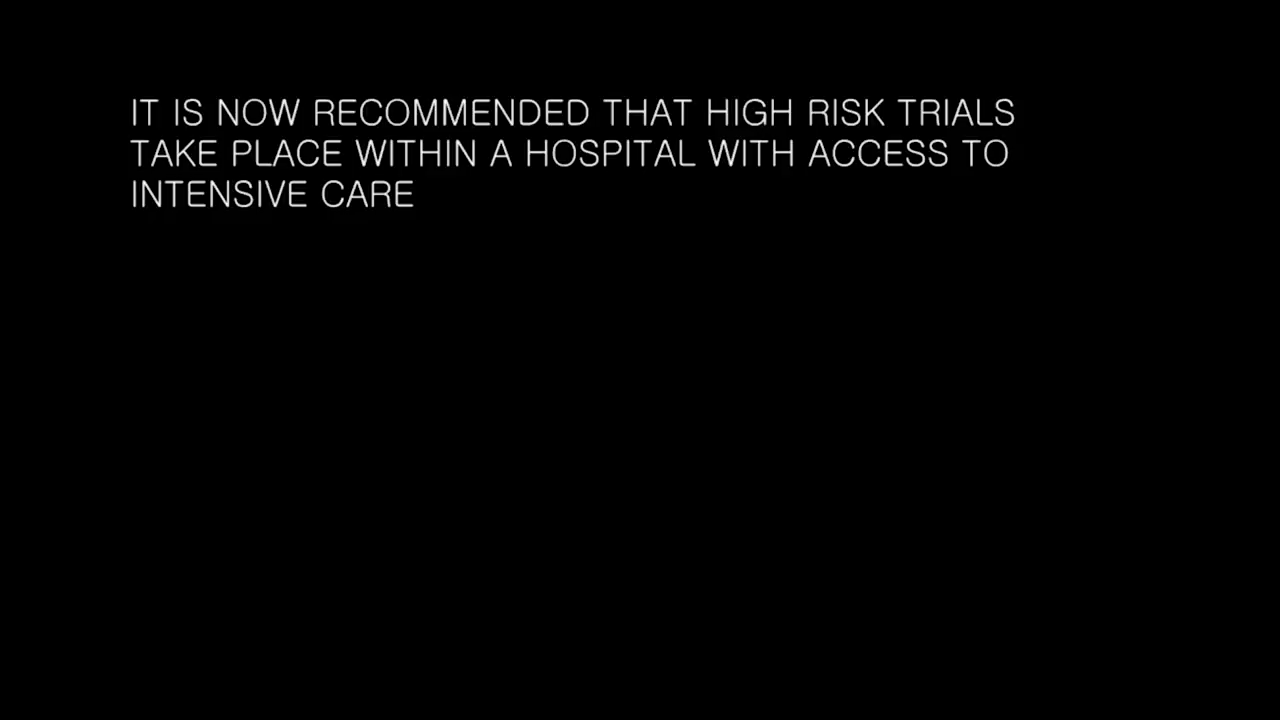 IT IS NOW RECOMMENDED THAT HIGH RISK TRIALS
TAKE PLACE WITHIN A HOSPITAL WITH ACCESS TO
INTENSIVE CARE